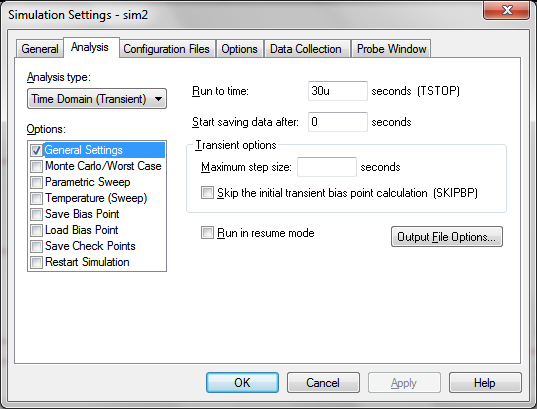 Simulation Settings - sim2
General Analysis Configuration Files Options Data Collection Probe Window
Analysis type:
Time Domain (Transient)
Options:
General Settings
Monte Carlo/Worst Case
Parametric Sweep
Temperature (Sweep)
Save Bias Point
Load Bias Point
Save Check Points
Restart Simulation
Run to time: 30u seconds (TSTOP)
Start saving data after: 0 seconds
Transient options
Maximum step size: seconds
Skip the initial transient bias point calculation (SKIPBP)
Run in resume mode
Output File Options...
OK Cancel Apply Help